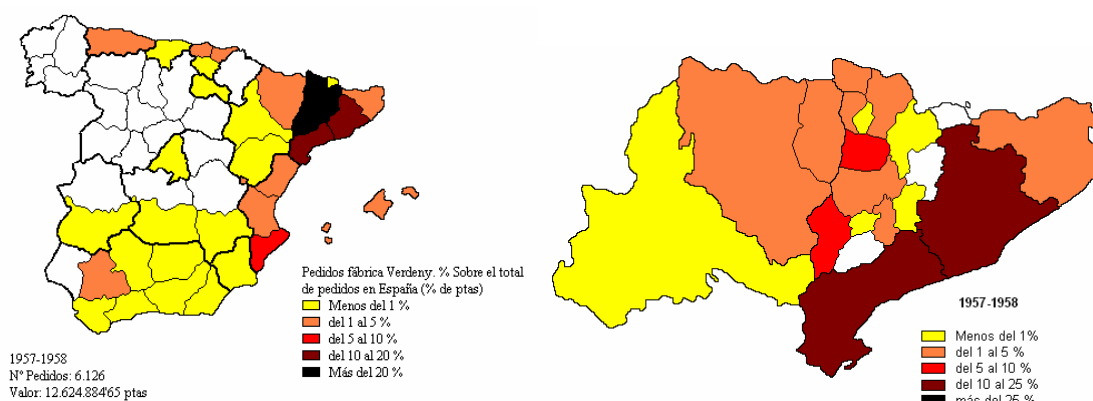 Pedidos fábrica Verdeny. % Sobre el total
de pedidos en España (% de ptas)
Menos del 1 %
del 1 al 5 %
del 5 al 10 %
del 10 al 20 %
Más del 20 %
1957-1958
Nº Pedidos: 6.126
Valor: 12.624.884'65 ptas
1957-1958
Menos del 1%
del 1 al 5 %
del 5 al 10 %
del 10 al 25 %
más del 25 %